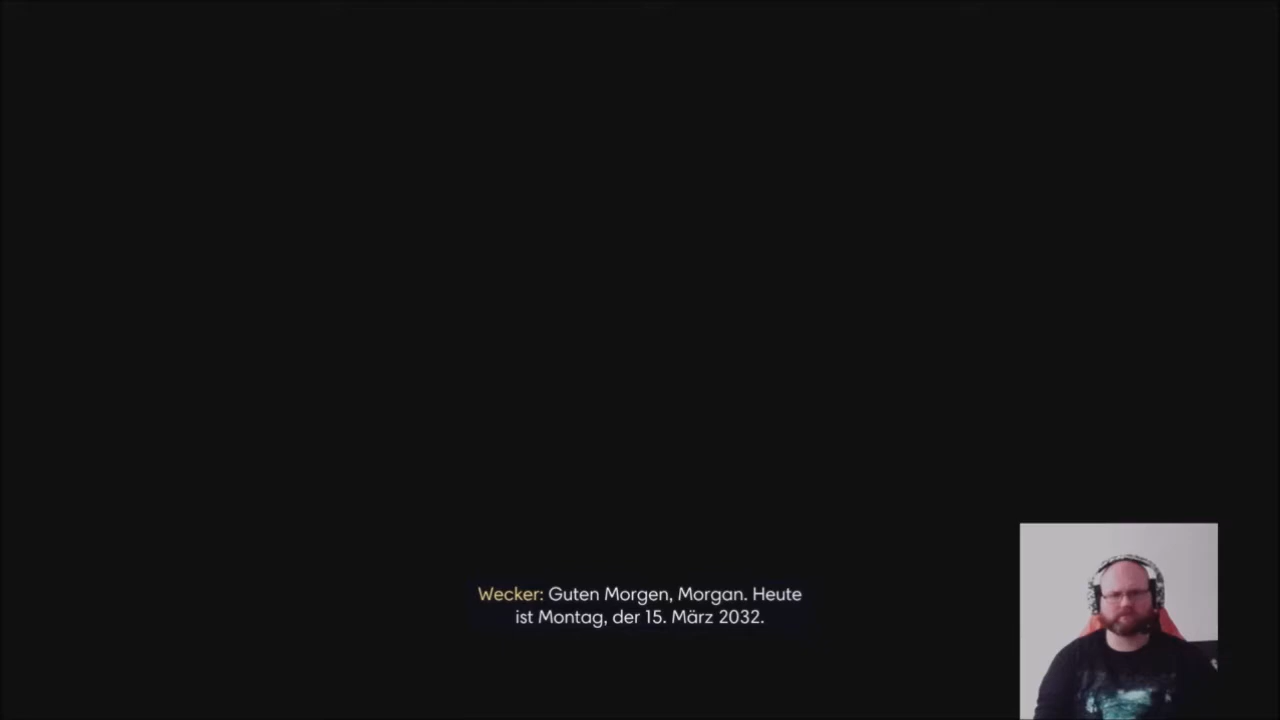 Wecker: Guten Morgen, Morgan. Heute
ist Montag, der 15. März 2032.